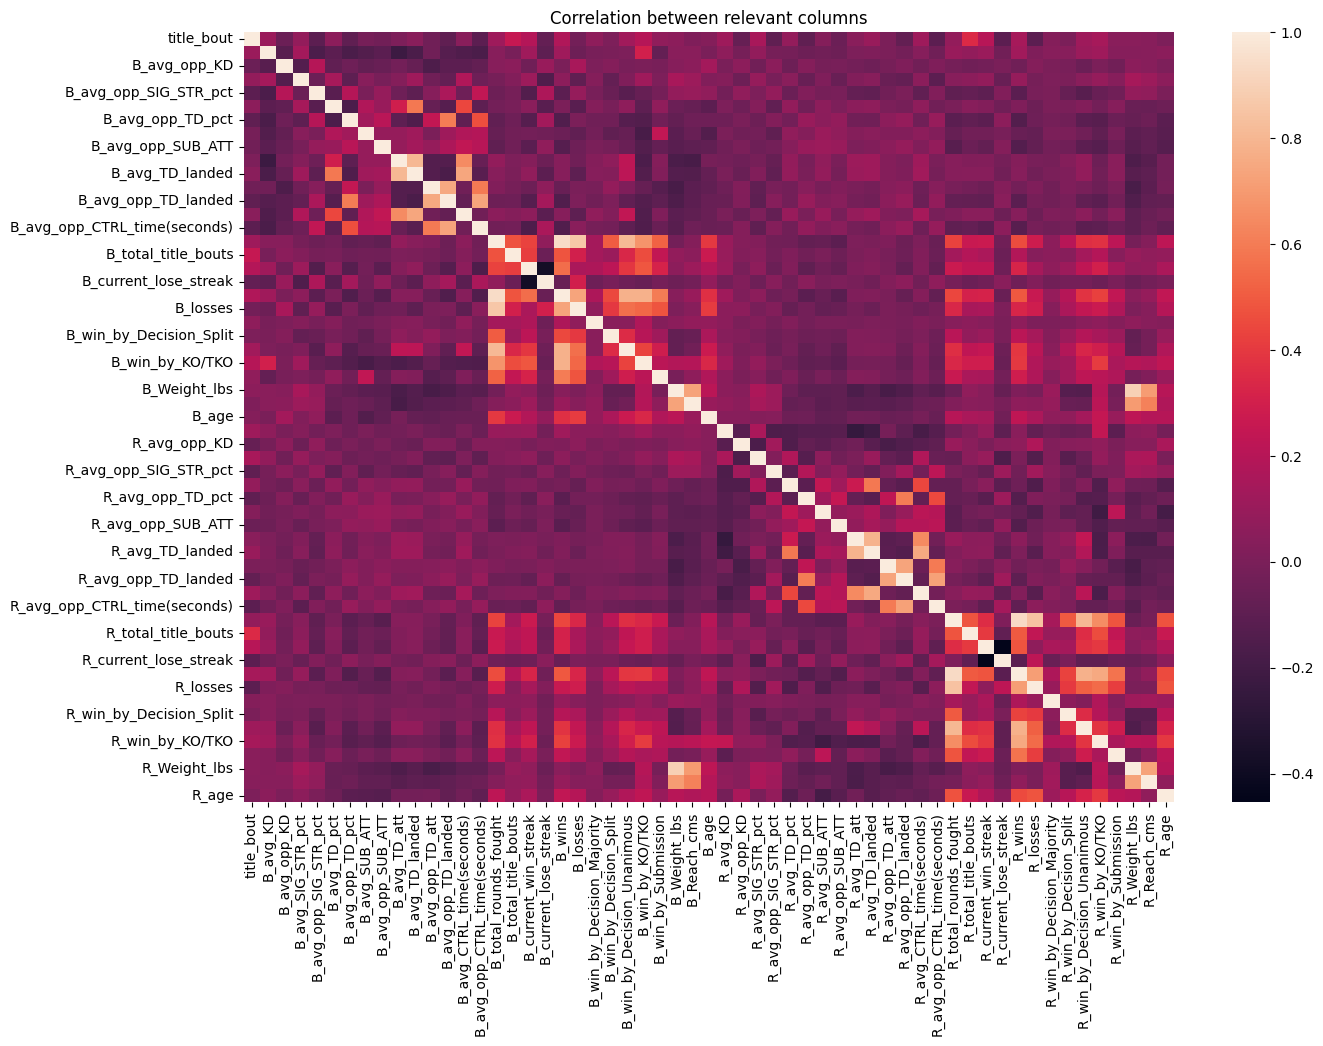 Correlation between relevant columns
title_bout
B_avg_opp_KD
B_avg_opp_SIG_STR_pct
B_avg_opp_TD_pct
B_avg_opp_SUB_ATT
B_avg_TD_landed
B_avg_opp_TD_landed
B_avg_opp_CTRL_time(seconds)
B_total_title_bouts
B_current_lose_streak
B_losses
B_win_by_Decision_Split
B_win_by_KO/TKO
B_Weight_lbs
B_age
R_avg_opp_KD
R_avg_opp_SIG_STR_pct
R_avg_opp_TD_pct
R_avg_opp_SUB_ATT
R_avg_TD_landed
R_avg_opp_TD_landed
R_avg_opp_CTRL_time(seconds)
R_total_title_bouts
R_current_lose_streak
R_losses
R_win_by_Decision_Split
R_win_by_KO/TKO
R_Weight_lbs
R_age
title_bout
B_avg_KD
B_avg_opp_KD
B_avg_SIG_STR_pct
B_avg_opp_SIG_STR_pct
B_avg_TD_pct
B_avg_opp_TD_pct
B_avg_SUB_ATT
B_avg_opp_SUB_ATT
B_avg_TD_att
B_avg_TD_landed
B_avg_opp_TD_att
B_avg_opp_TD_landed
B_avg_CTRL_time(seconds)
B_avg_opp_CTRL_time(seconds)
B_total_rounds_fought
B_total_title_bouts
B_current_win_streak
B_current_lose_streak
B_wins
B_losses
B_win_by_Decision_Majority
B_win_by_Decision_Split
B_win_by_Decision_Unanimous
B_win_by_KO/TKO
B_win_by_Submission
B_Weight_lbs
B_Reach_cms
B_age
R_avg_KD
R_avg_opp_KD
R_avg_SIG_STR_pct
R_avg_opp_SIG_STR_pct
R_avg_TD_pct
R_avg_opp_TD_pct
R_avg_SUB_ATT
R_avg_opp_SUB_ATT
R_avg_TD_att
R_avg_TD_landed
R_avg_opp_TD_att
R_avg_opp_TD_landed
R_avg_CTRL_time(seconds)
R_avg_opp_CTRL_time(seconds)
R_total_rounds_fought
R_total_title_bouts
R_current_win_streak
R_current_lose_streak
R_wins
R_losses
R_win_by_Decision_Majority
R_win_by_Decision_Split
R_win_by_Decision_Unanimous
R_win_by_KO/TKO
R_win_by_Submission
R_Weight_lbs
R_Reach_cms
R_age
1.0
0.8
0.6
0.4
0.2
0.0
−0.2
−0.4